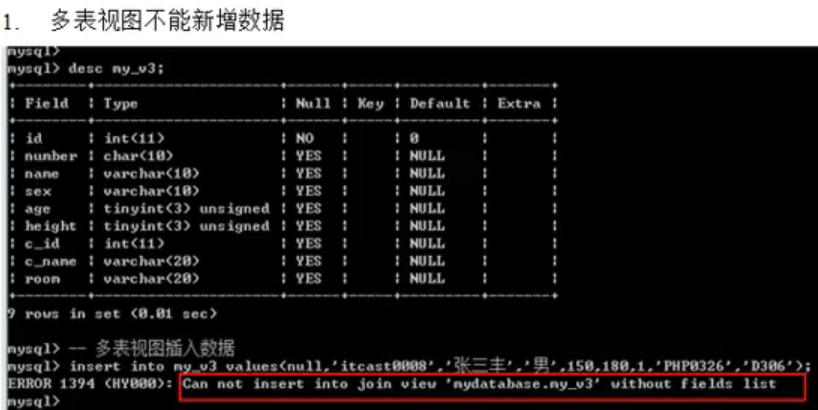 1. 多表视图不能新增数据
mysql>
mysql> desc my_v3;
+--------+---------------------+------+-----+---------+-------+
| Field | Type | Null | Key | Default | Extra |
+--------+---------------------+------+-----+---------+-------+
| id | int(11) | NO | | 0 | |
| number | char(10) | YES | | NULL | |
| name | varchar(10) | YES | | NULL | |
| sex | varchar(10) | YES | | NULL | |
| age | tinyint(3) unsigned | YES | | NULL | |
| height | tinyint(3) unsigned | YES | | NULL | |
| c_id | int(11) | YES | | NULL | |
| c_name | varchar(20) | YES | | NULL | |
| room | varchar(20) | YES | | NULL | |
+--------+---------------------+------+-----+---------+-------+
9 rows in set (0.01 sec)
mysql> -- 多表视图插入数据
mysql> insert into my_v3 values(null,'itcast0008','张三丰','男',150,180,1,'PHP0326','D306');
ERROR 1394 (HY000): Can not insert into join view 'mydatabase.my_v3' without fields list
mysql>